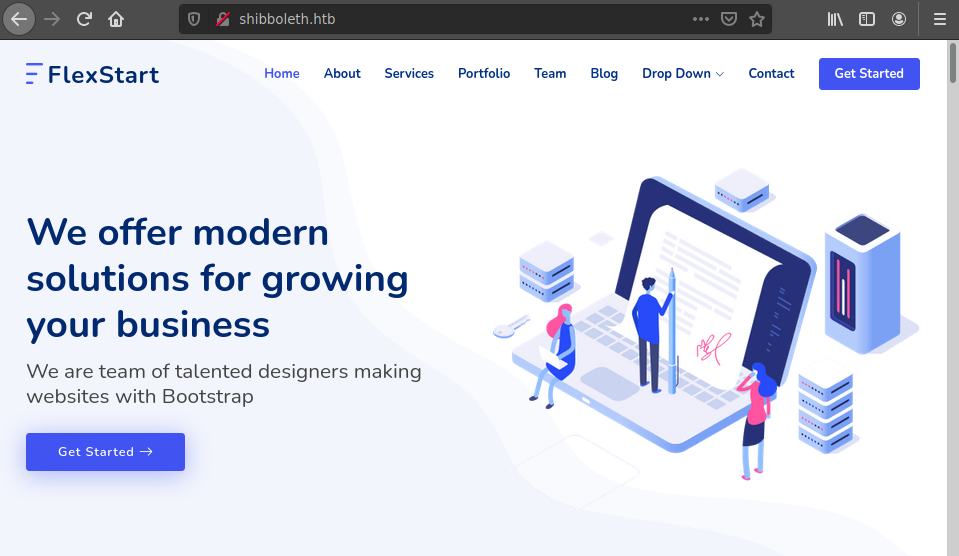 shibboleth.htb
FlexStart
Home About Services Portfolio Team Blog Drop Down Contact Get Started
We offer modern
solutions for growing
your business
We are team of talented designers making
websites with Bootstrap
Get Started →